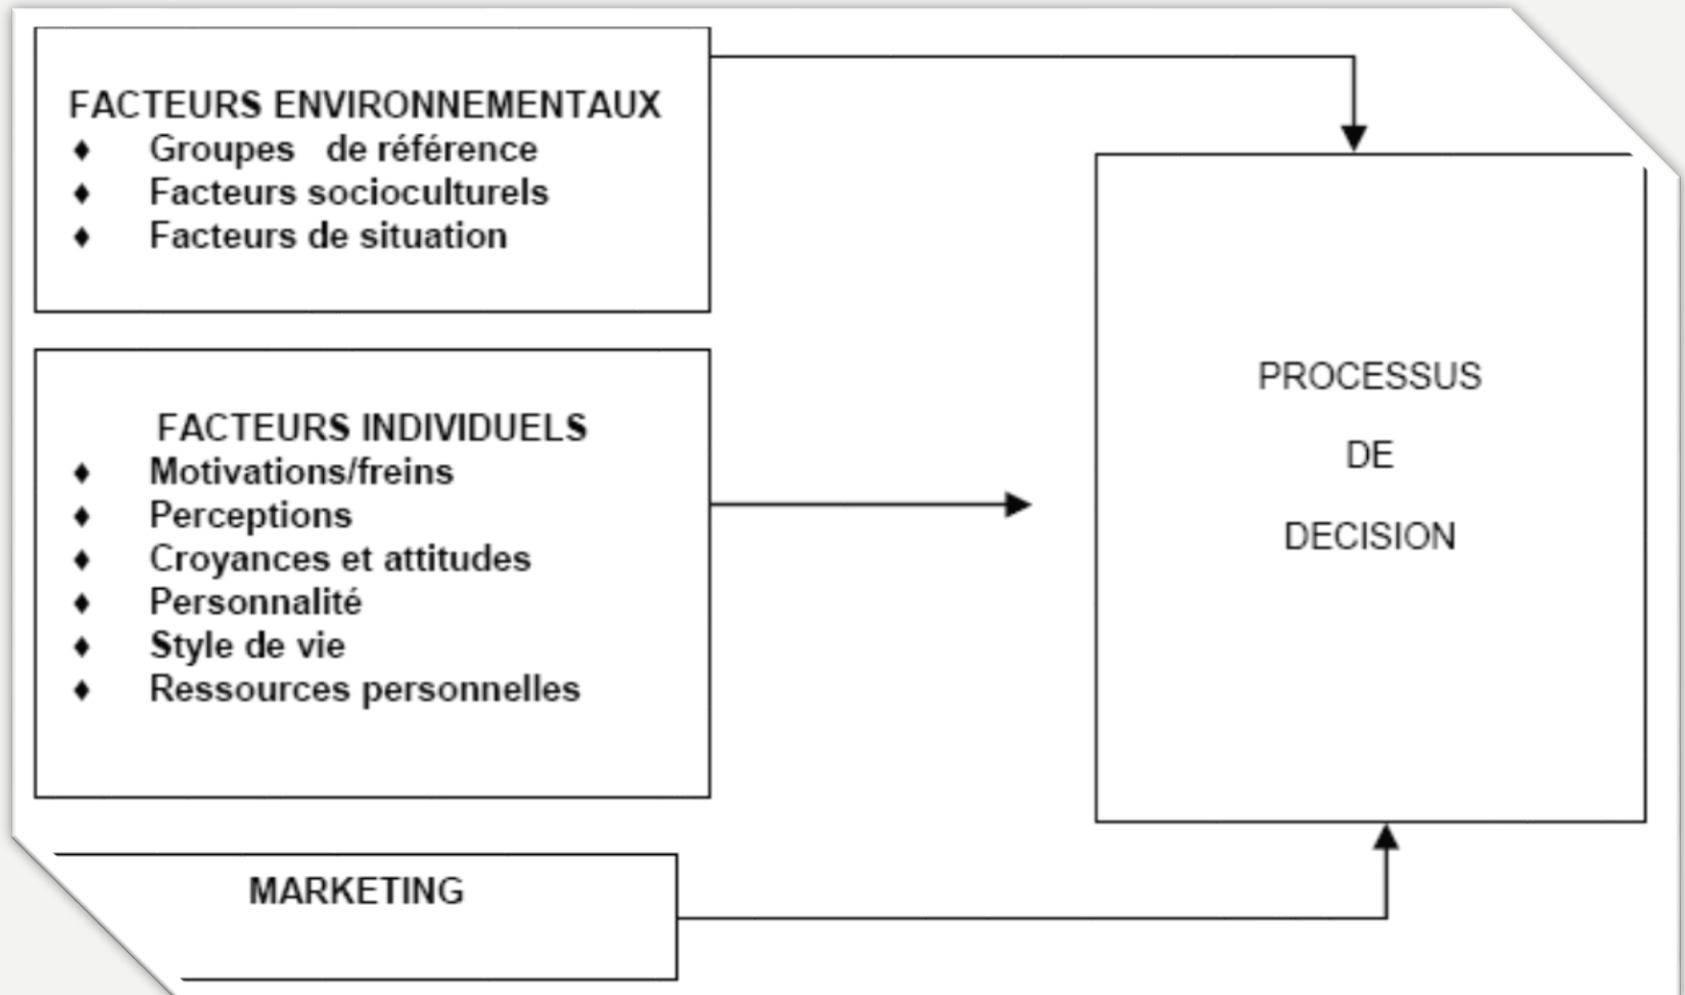 FACTEURS ENVIRONNEMENTAUX
♦ Groupes de référence
♦ Facteurs socioculturels
♦ Facteurs de situation
FACTEURS INDIVIDUELS
♦ Motivations/freins
♦ Perceptions
♦ Croyances et attitudes
♦ Personnalité
♦ Style de vie
♦ Ressources personnelles
MARKETING
PROCESSUS
DE
DECISION